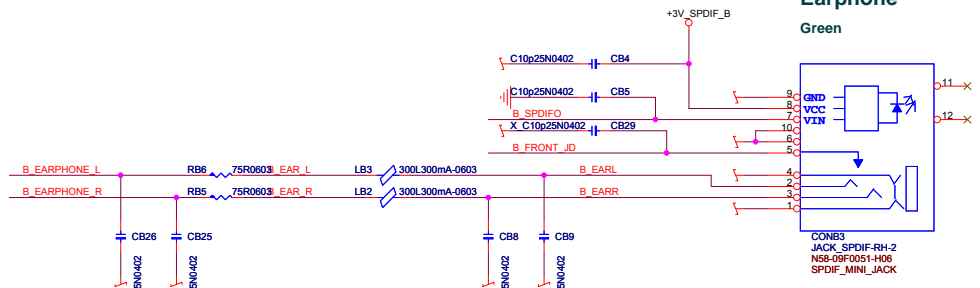 Earphone
Green
+3V_SPDIF_B
C10p25N0402 CB4
C10p25N0402 CB5
B_SPDIFO
X_C10p25N0402 CB29
B_FRONT_JD
9 GND
8 VCC
7 VIN
10
6
5
4
2
3
1
11
12
B_EARPHONE_L RB6 75R0603 B_EAR_L LB3 300L300mA-0603 B_EARL
B_EARPHONE_R RB5 75R0603 B_EAR_R LB2 300L300mA-0603 B_EARR
CB26 CB25 CB8 CB9
5N0402 5N0402 5N0402 5N0402
CONB3
JACK_SPDIF-RH-2
N58-09F0051-H06
SPDIF_MINI_JACK